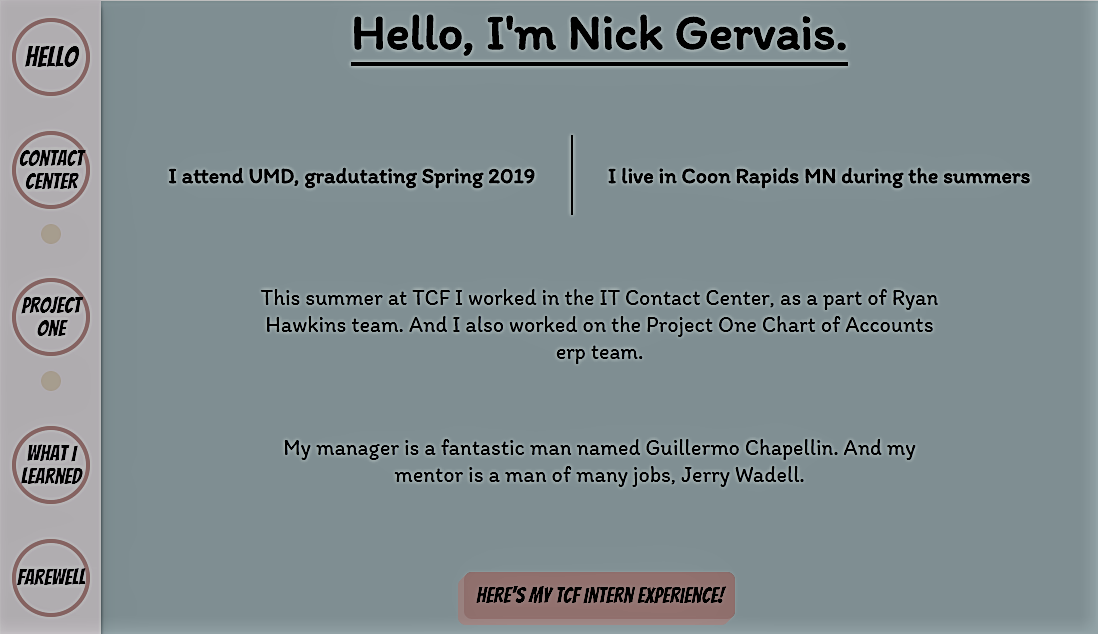 HELLO
CONTACT
CENTER
PROJECT
ONE
WHAT I
LEARNED
FAREWELL
Hello, I'm Nick Gervais.
I attend UMD, gradutating Spring 2019
I live in Coon Rapids MN during the summers
This summer at TCF I worked in the IT Contact Center, as a part of Ryan
Hawkins team. And I also worked on the Project One Chart of Accounts
erp team.
My manager is a fantastic man named Guillermo Chapellin. And my
mentor is a man of many jobs, Jerry Wadell.
HERE'S MY TCF INTERN EXPERIENCE!